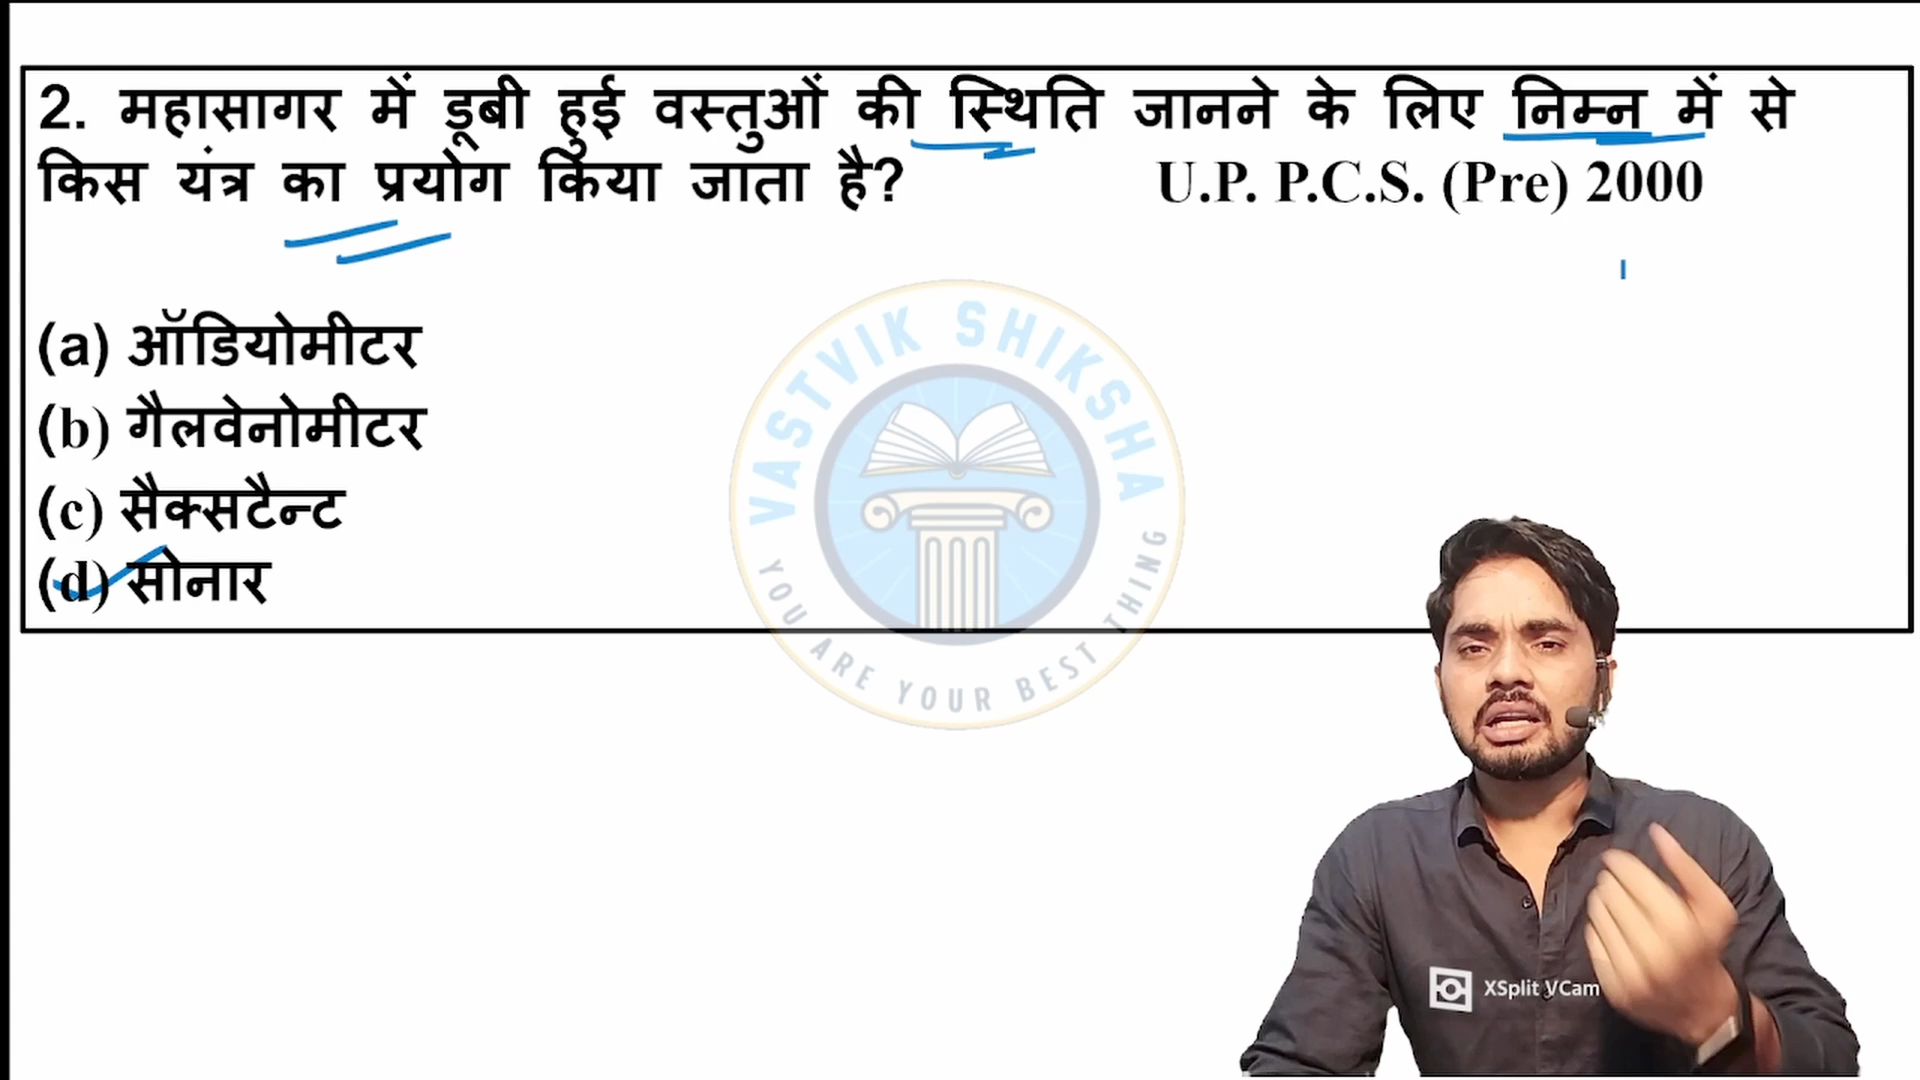 2. महासागर में डूबी हुई वस्तुओं की स्थिति जानने के लिए निम्न में से
किस यंत्र का प्रयोग किया जाता है? U.P. P.C.S. (Pre) 2000
(a) ऑडियोमीटर
(b) गैलवेनोमीटर
(c) सैक्सटैन्ट
(d) सोनार
VASTVIK SHIKSHA
YOU ARE YOUR BEST THING
XSplit VCam